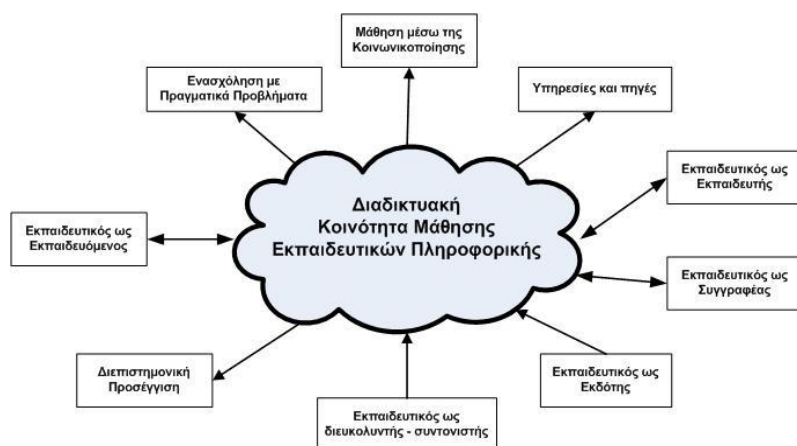 Μάθηση μέσω της
Κοινωνικοποίησης
Ενασχόληση με
Πραγματικά Προβλήματα
Υπηρεσίες και πηγές
Εκπαιδευτικός ως
Εκπαιδευτής
Διαδικτυακή
Κοινότητα Μάθησης
Εκπαιδευτικών Πληροφορικής
Εκπαιδευτικός ως
Εκπαιδευόμενος
Εκπαιδευτικός ως
Συγγραφέας
Διεπιστημονική
Προσέγγιση
Εκπαιδευτικός ως
Εκδότης
Εκπαιδευτικός ως
διευκολυντής - συντονιστής